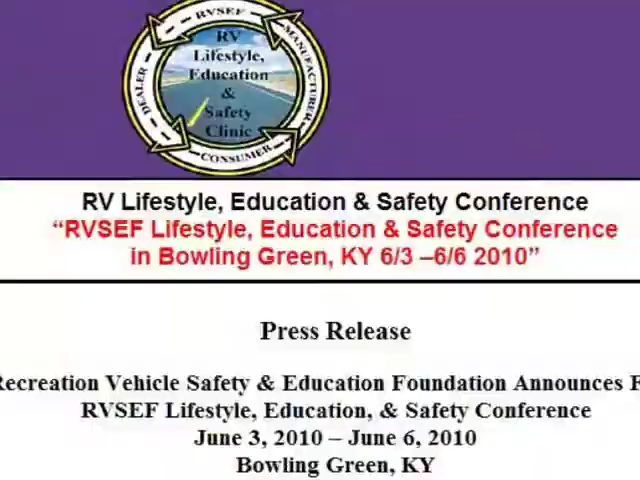 RVSEF
MANUFACTURER
DEALER
CONSUMER
RV
Lifestyle,
Education
&
Safety
Clinic
RV Lifestyle, Education & Safety Conference
“RVSEF Lifestyle, Education & Safety Conference
in Bowling Green, KY 6/3 –6/6 2010”
Press Release
Recreation Vehicle Safety & Education Foundation Announces
RVSEF Lifestyle, Education, & Safety Conference
June 3, 2010 – June 6, 2010
Bowling Green, KY